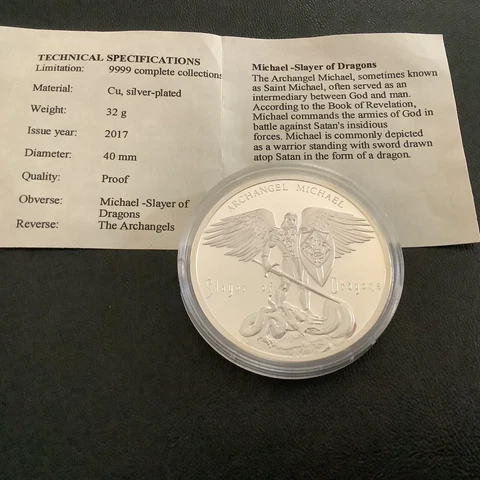 TECHNICAL SPECIFICATIONS
Limitation: 9999 complete collections
Material: Cu, silver-plated
Weight: 32 g
Issue year: 2017
Diameter: 40 mm
Quality: Proof
Obverse: Michael -Slayer of
Dragons
Reverse: The Archangels
Michael -Slayer of Dragons
The Archangel Michael, sometimes known
as Saint Michael, often served as an
intermediary between God and man.
According to the Book of Revelation,
Michael commands the armies of God in
battle against Satan's insidious
forces. Michael is commonly depicted
as a warrior standing with sword drawn
atop Satan in the form of a dragon.
ARCHANGEL MICHAEL
Slayer of Dragons